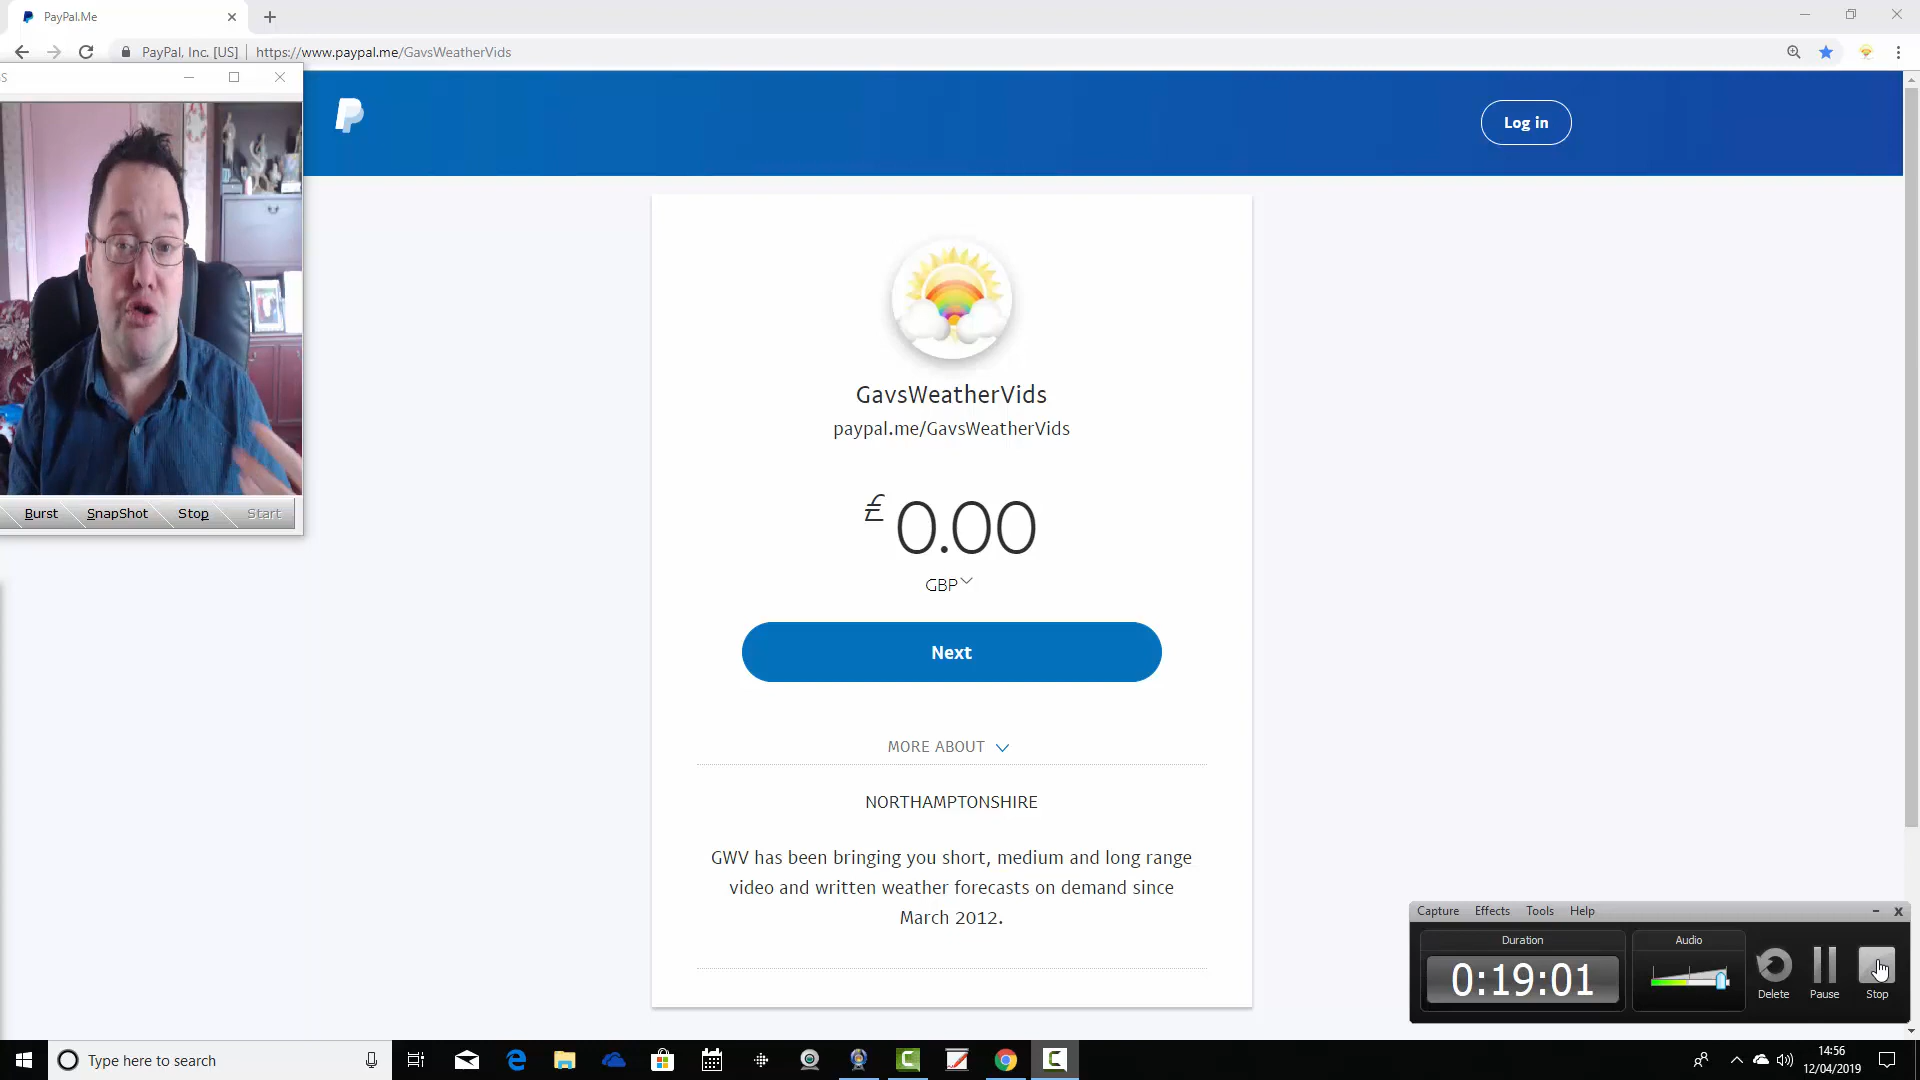 PayPal.Me
PayPal, Inc. [US] https://www.paypal.me/GavsWeatherVids
s
Log in
Burst SnapShot Stop Start
GavsWeatherVids
paypal.me/GavsWeatherVids
£ 0.00
GBP
Next
MORE ABOUT
NORTHAMPTONSHIRE
GWV has been bringing you short, medium and long range
video and written weather forecasts on demand since
March 2012.
Capture Effects Tools Help
Duration Audio
0:19:01
Delete Pause Stop
Type here to search
14:56
12/04/2019